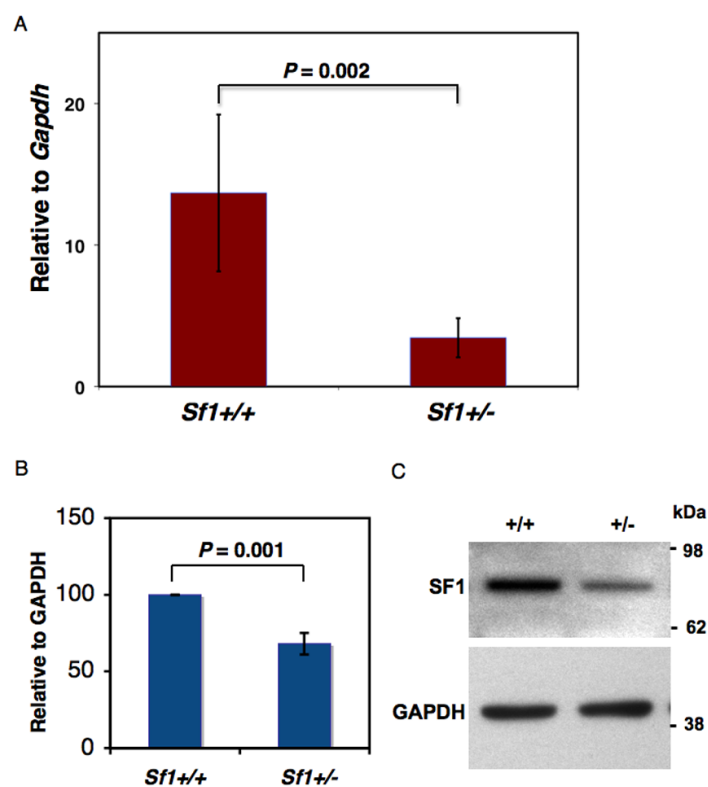 A
P = 0.002
Relative to Gapdh
20
10
0
Sf1+/+ Sf1+/-
B
P = 0.001
Relative to GAPDH
150
100
50
0
Sf1+/+ Sf1+/-
C
+/+ +/- kDa
SF1
- 98
- 62
GAPDH
- 38